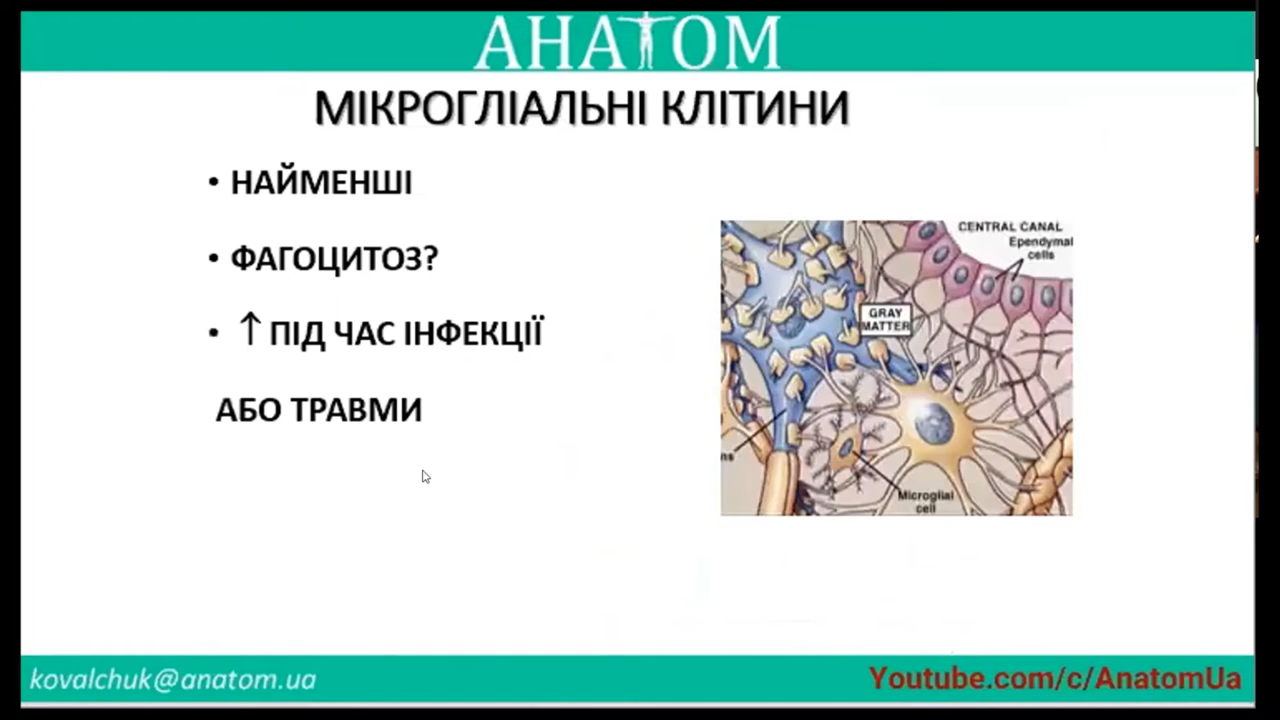 АНАТОМ
МІКРОГЛІАЛЬНІ КЛІТИНИ
• НАЙМЕНШІ
• ФАГОЦИТОЗ?
• ↑ ПІД ЧАС ІНФЕКЦІЇ
АБО ТРАВМИ
CENTRAL CANAL
Ependymal
cells
GRAY
MATTER
ns
Microglial
cell
kovalchuk@anatom.ua
Youtube.com/c/AnatomUa